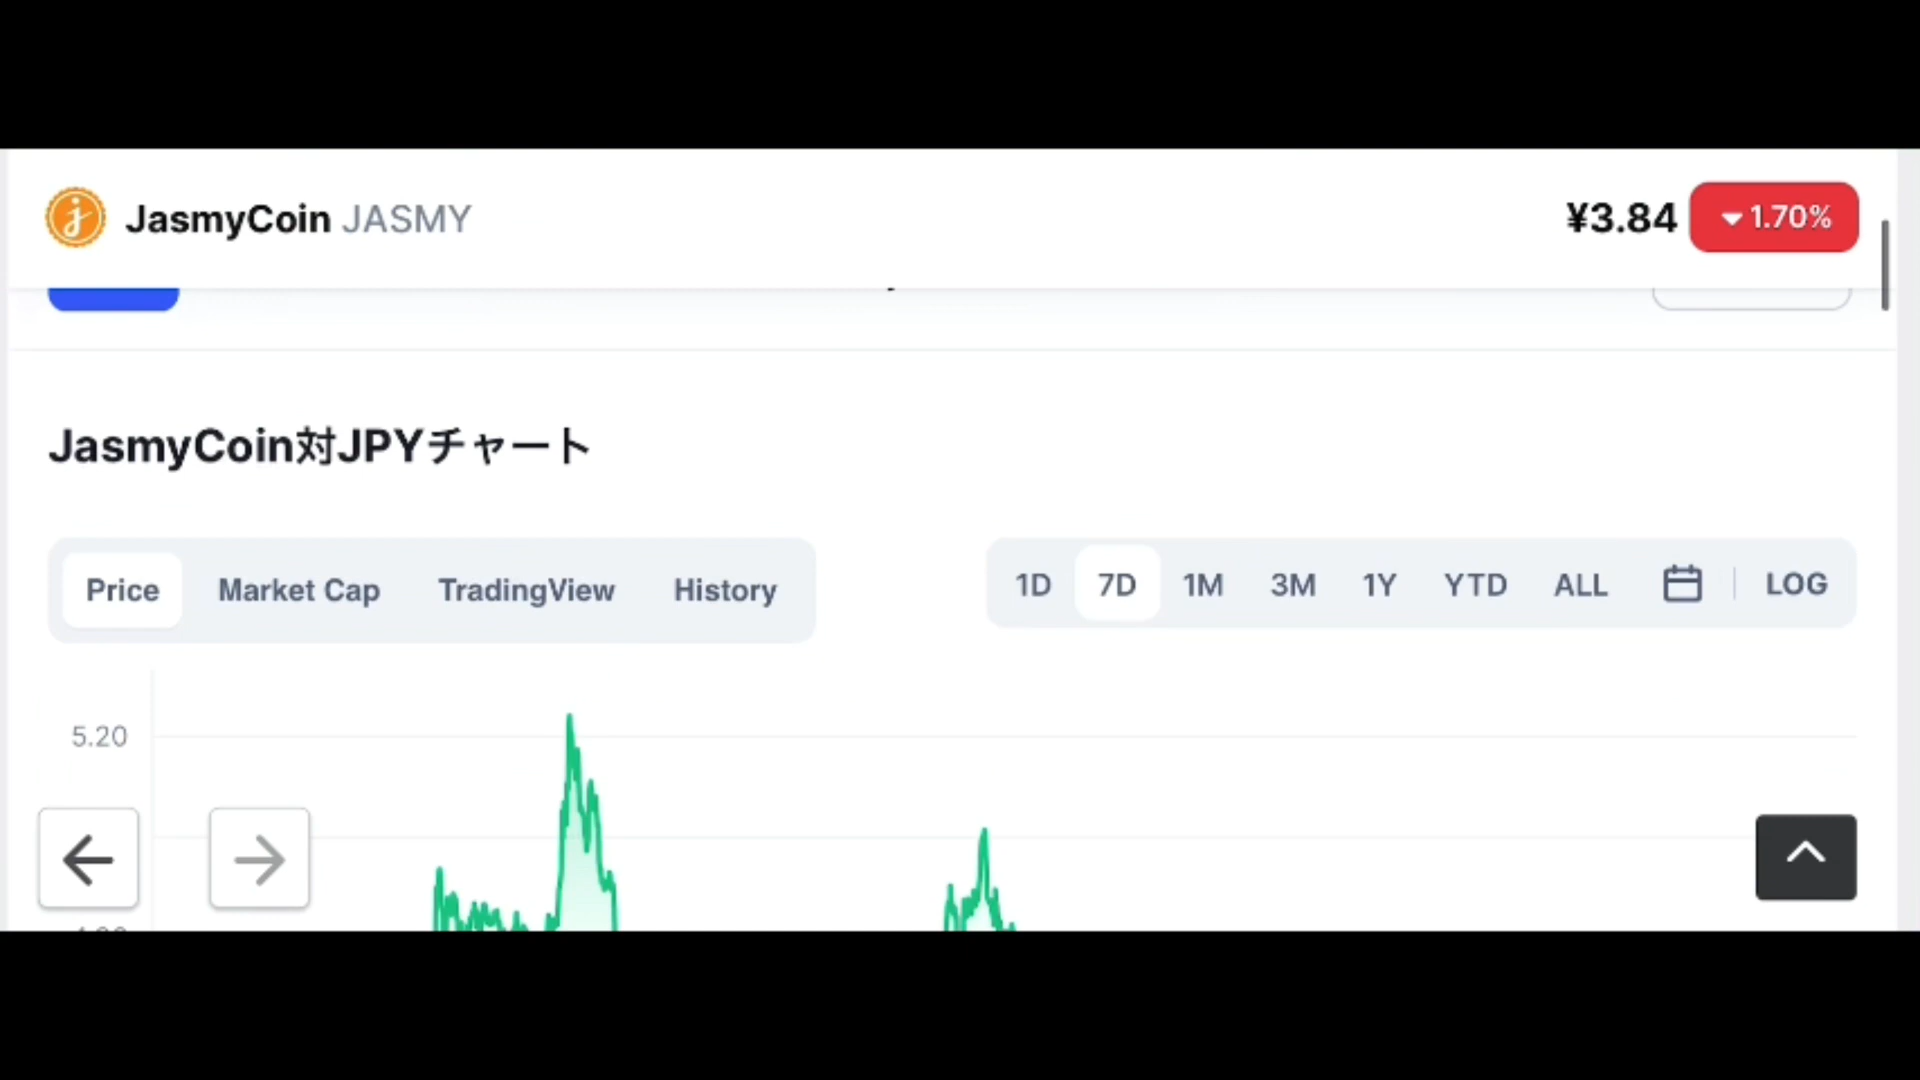 JasmyCoin JASMY
¥3.84 1.70%
JasmyCoin対JPYチャート
Price Market Cap TradingView History
1D 7D 1M 3M 1Y YTD ALL LOG
5.20